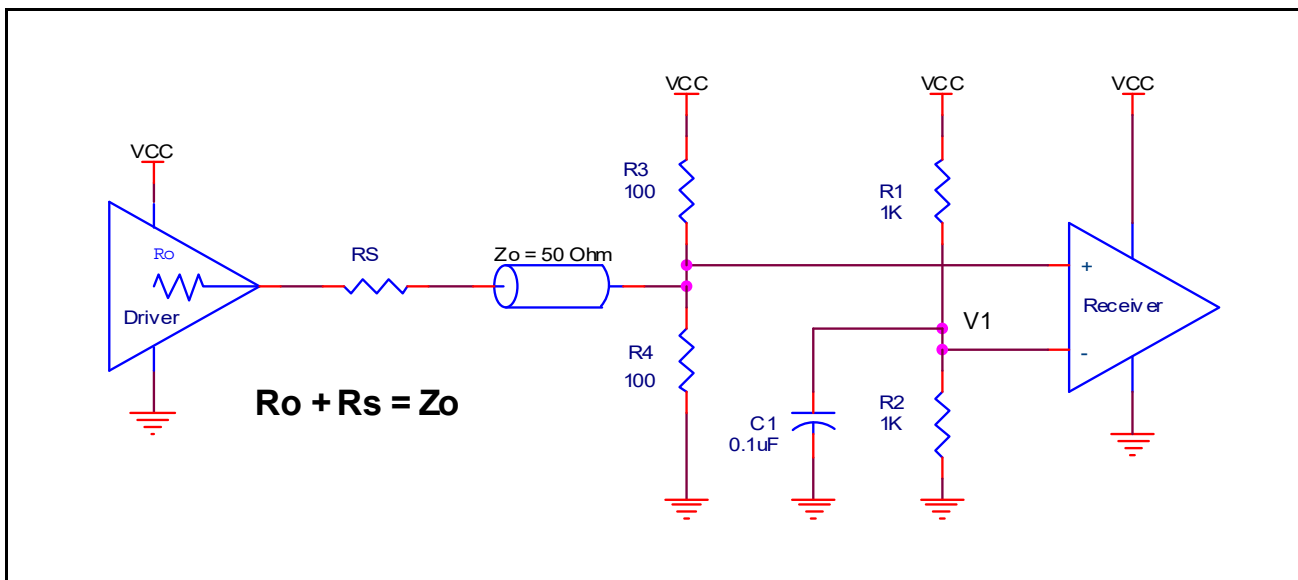 VCC
VCC
VCC
VCC
R3
100
R1
1K
Ro
RS
Zo = 50 Ohm
+
Driver
Receiver
V1
-
R4
100
Ro + Rs = Zo
R2
1K
C1
0.1uF